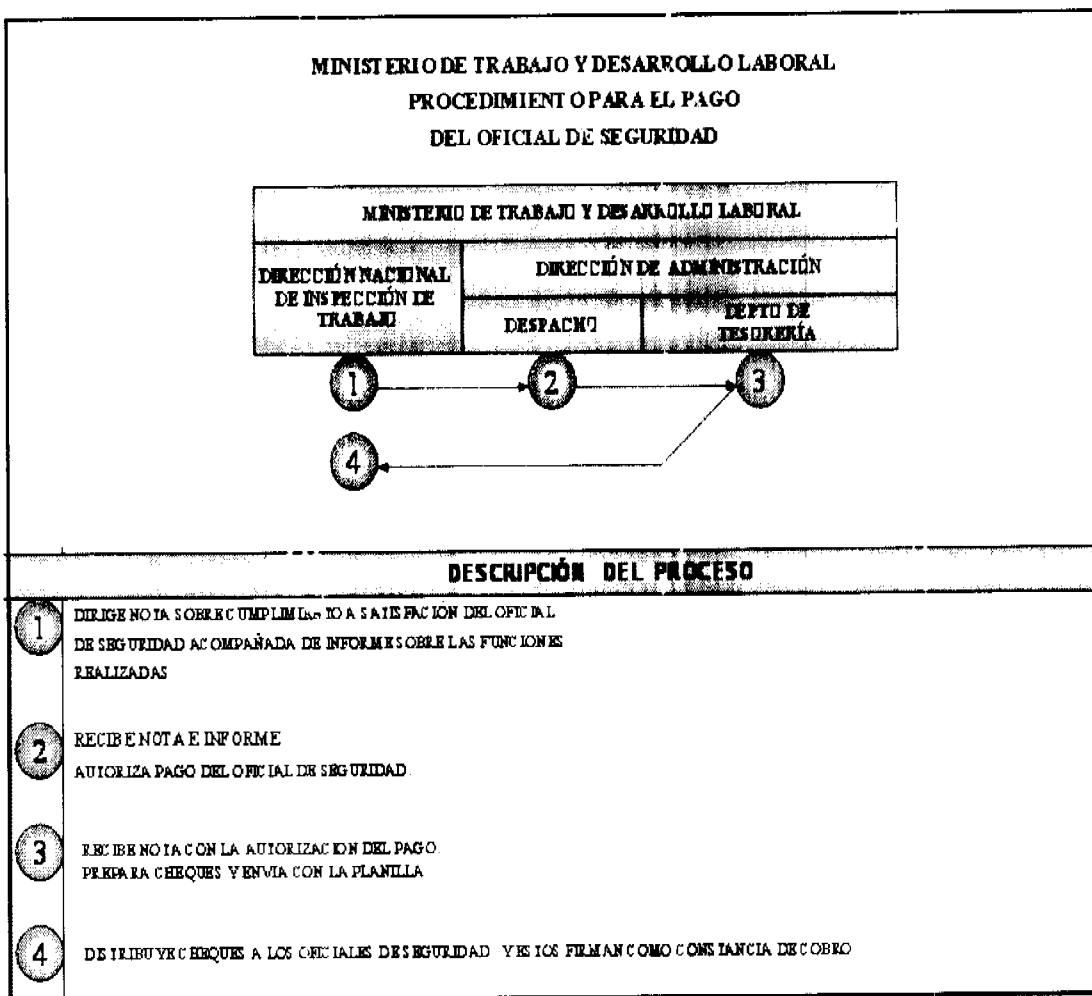 MINISTERIO DE TRABAJO Y DESARROLLO LABORAL
PROCEDIMIENTO PARA EL PAGO
DEL OFICIAL DE SEGURIDAD
MINISTERIO DE TRABAJO Y DESARROLLO LABORAL
DIRECCIÓN NACIONAL
DE INSPECCIÓN DE
TRABAJO
DIRECCIÓN DE ADMINISTRACIÓN
DESPACHO
DEPTO DE
TESORERÍA
1
2
3
4
DESCRIPCIÓN DEL PROCESO
1
DIRIGE NOTA SOBRE CUMPLIMIENTO A SATISFACION DEL OFICIAL
DE SEGURIDAD ACOMPAÑADA DE INFORME SOBRE LAS FUNCIONES
REALIZADAS
2
RECIBE NOTA E INFORME
AUTORIZA PAGO DEL OFICIAL DE SEGURIDAD.
3
RECIBE NOTA CON LA AUTORIZACION DEL PAGO.
PREPARA CHEQUES Y ENVIA CON LA PLANILLA
4
DISTRIBUYE CHEQUES A LOS OFICIALES DE SEGURIDAD Y ESTOS FIRMAN COMO CONSTANCIA DE COBRO